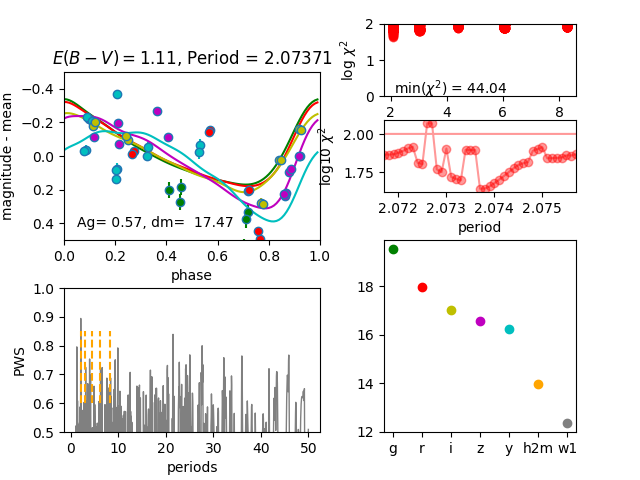 E(B − V) = 1.11, Period = 2.07371
magnitude - mean
−0.4
−0.2
0.0
0.2
0.4
Ag= 0.57, dm=  17.47
0.0 0.2 0.4 0.6 0.8 1.0
phase
log χ²
2
1
0
min(χ²) = 44.04
2 4 6 8
log10 χ²
2.00
1.75
2.072 2.073 2.074 2.075
period
PWS
1.0
0.9
0.8
0.7
0.6
0.5
0 10 20 30 40 50
periods
18
16
14
12
g r i z y h2m w1